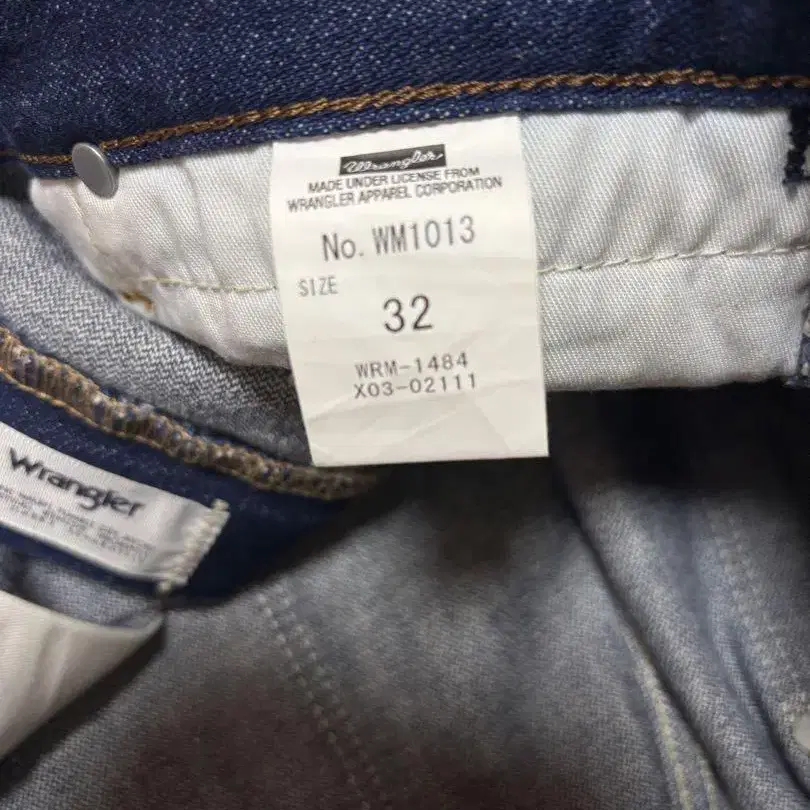 Wrangler
MADE UNDER LICENSE FROM
WRANGLER APPAREL CORPORATION
No. WM1013
SIZE
32
WRM-1484
X03-02111
Wrangler